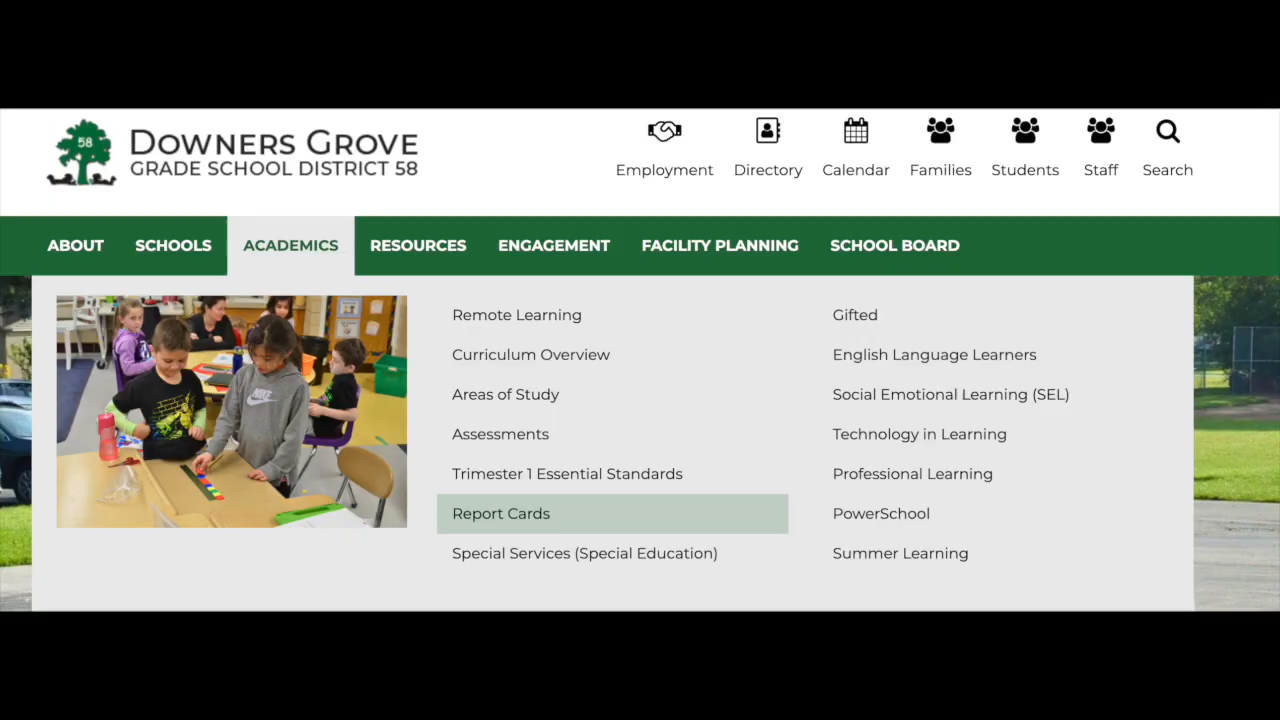 58
DOWNERS GROVE
GRADE SCHOOL DISTRICT 58
Employment
Directory
Calendar
Families
Students
Staff
Search
ABOUT
SCHOOLS
ACADEMICS
RESOURCES
ENGAGEMENT
FACILITY PLANNING
SCHOOL BOARD
Remote Learning
Curriculum Overview
Areas of Study
Assessments
Trimester 1 Essential Standards
Report Cards
Special Services (Special Education)
Gifted
English Language Learners
Social Emotional Learning (SEL)
Technology in Learning
Professional Learning
PowerSchool
Summer Learning
NIKE